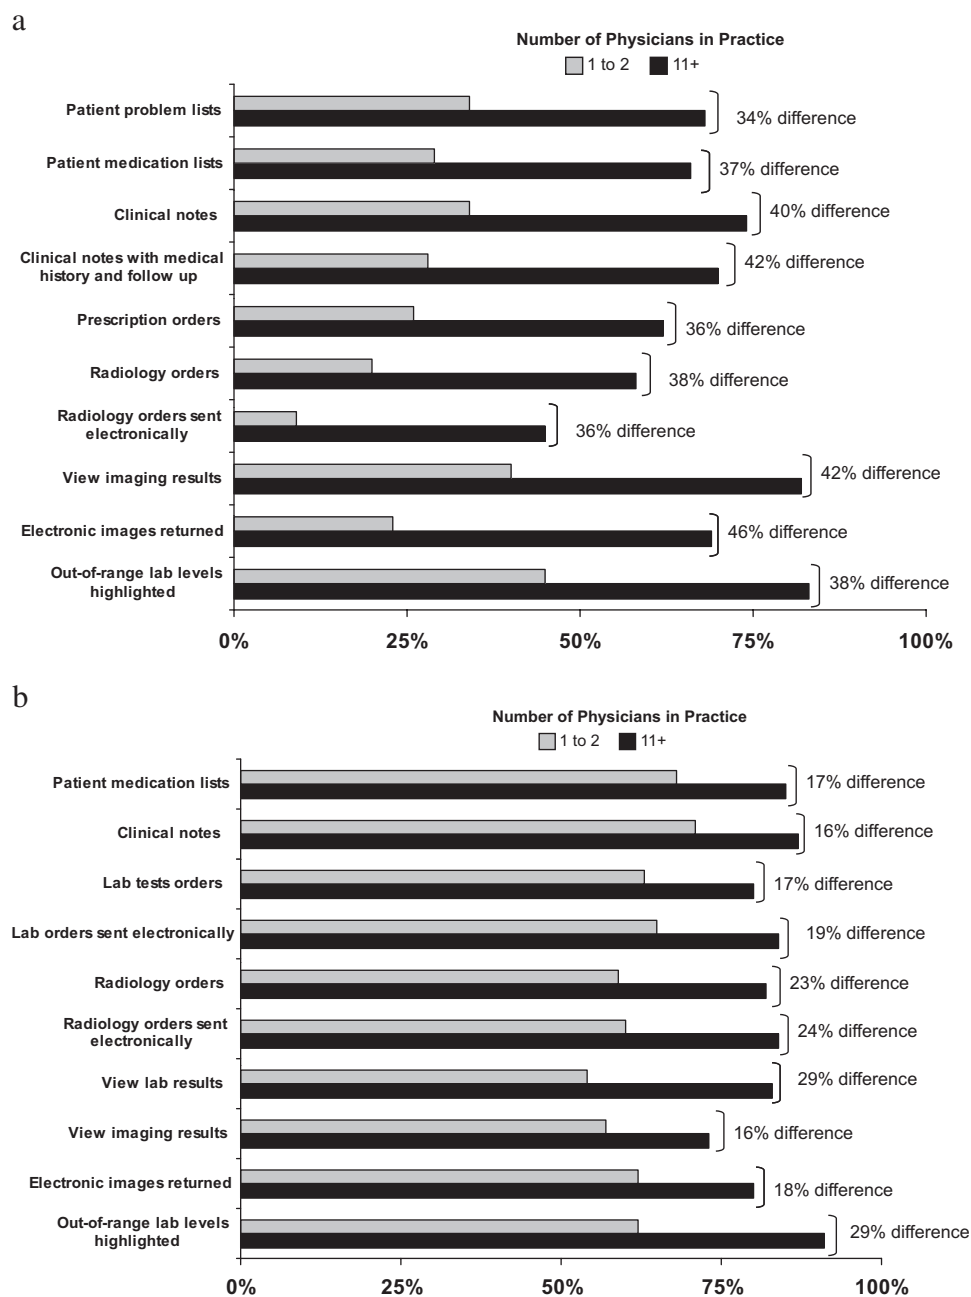 a
Number of Physicians in Practice
1 to 2 11+
Patient problem lists 34% difference
Patient medication lists 37% difference
Clinical notes 40% difference
Clinical notes with medical
history and follow up 42% difference
Prescription orders 36% difference
Radiology orders 38% difference
Radiology orders sent
electronically 36% difference
View imaging results 42% difference
Electronic images returned 46% difference
Out-of-range lab levels
highlighted 38% difference
0% 25% 50% 75% 100%
b
Number of Physicians in Practice
1 to 2 11+
Patient medication lists 17% difference
Clinical notes 16% difference
Lab tests orders 17% difference
Lab orders sent electronically 19% difference
Radiology orders 23% difference
Radiology orders sent
electronically 24% difference
View lab results 29% difference
View imaging results 16% difference
Electronic images returned 18% difference
Out-of-range lab levels
highlighted 29% difference
0% 25% 50% 75% 100%